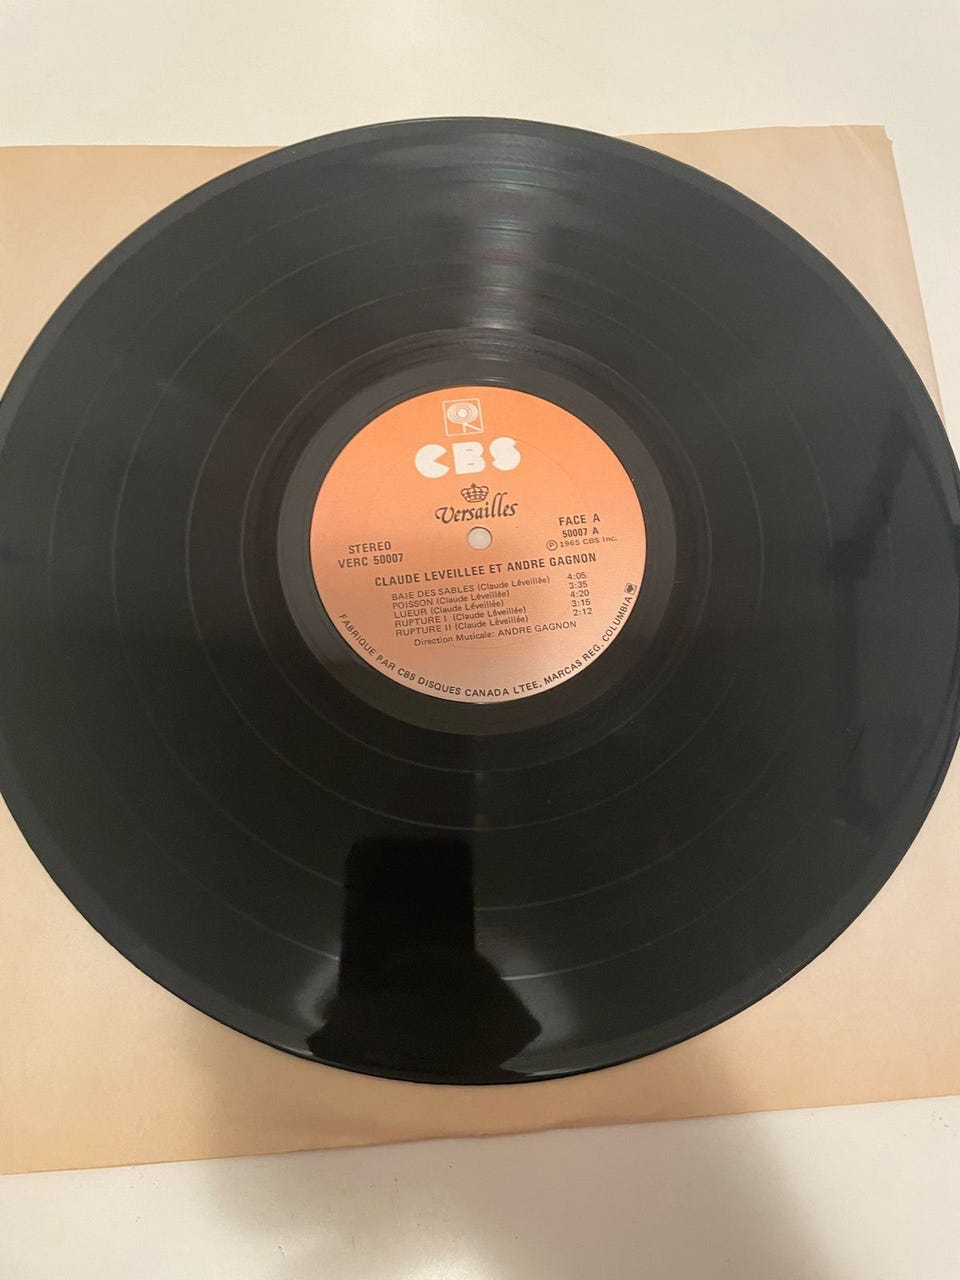 CBS
Versailles
STEREO
VERC 50007
FACE A
50007 A
℗ 1965 CBS Inc.
CLAUDE LEVEILLEE ET ANDRE GAGNON
BAIE DES SABLES (Claude Léveillée) 4:05
POISSON (Claude Léveillée) 3:35
LUEUR (Claude Léveillée) 4:20
RUPTURE I (Claude Léveillée) 3:15
RUPTURE II (Claude Léveillée) 2:12
Direction Musicale: ANDRE GAGNON
FABRIQUE PAR CBS DISQUES CANADA LTEE, MARCAS REG. COLUMBIA